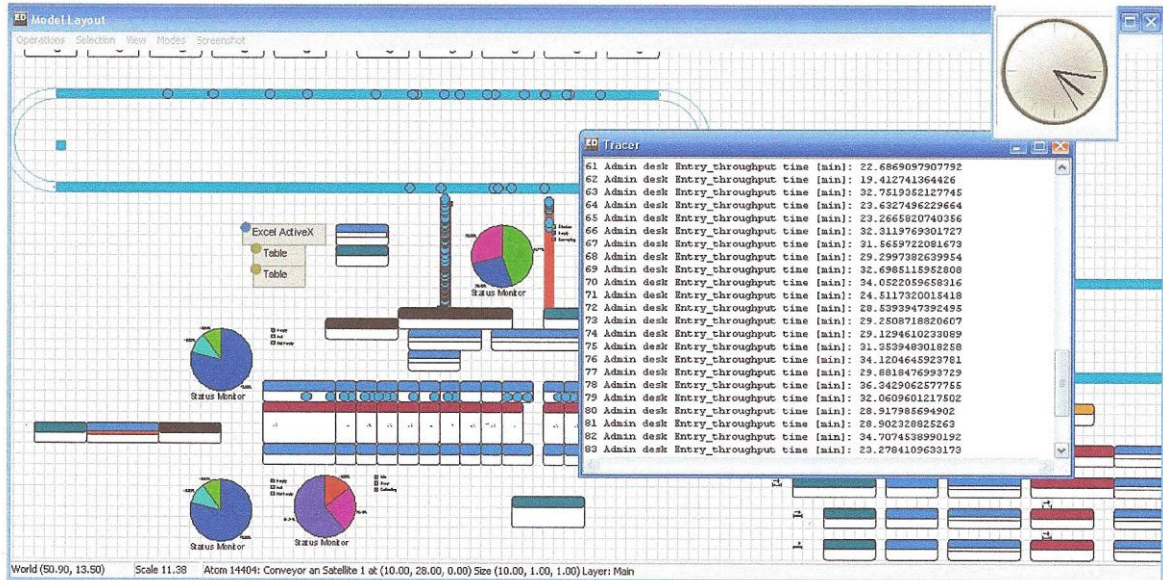 ED Model Layout
Operations Selection View Modes Screenshot
ED Tracer
61 Admin desk Entry_throughput time [min]: 22.6869097907792
62 Admin desk Entry_throughput time [min]: 19.412741364426
63 Admin desk Entry_throughput time [min]: 32.7519352127745
64 Admin desk Entry_throughput time [min]: 23.6327496229664
65 Admin desk Entry_throughput time [min]: 23.2665820740356
66 Admin desk Entry_throughput time [min]: 32.3119769301727
67 Admin desk Entry_throughput time [min]: 31.5659722081673
68 Admin desk Entry_throughput time [min]: 29.2997382639954
69 Admin desk Entry_throughput time [min]: 32.6985115952808
70 Admin desk Entry_throughput time [min]: 34.0522059658316
71 Admin desk Entry_throughput time [min]: 24.5117320015418
72 Admin desk Entry_throughput time [min]: 28.5393947392495
73 Admin desk Entry_throughput time [min]: 29.2508718820607
74 Admin desk Entry_throughput time [min]: 29.1294610233089
75 Admin desk Entry_throughput time [min]: 31.3539483018258
76 Admin desk Entry_throughput time [min]: 34.1204645923781
77 Admin desk Entry_throughput time [min]: 29.8818476993729
78 Admin desk Entry_throughput time [min]: 36.3429062577755
79 Admin desk Entry_throughput time [min]: 32.0609601217502
80 Admin desk Entry_throughput time [min]: 28.917985694902
81 Admin desk Entry_throughput time [min]: 28.902328825263
82 Admin desk Entry_throughput time [min]: 34.7074538990192
83 Admin desk Entry_throughput time [min]: 23.2784109633173
Excel ActiveX
Table
Table
Status Monitor
Status Monitor
Status Monitor
Status Monitor
World (50.90, 13.50) Scale 11.38 Atom 14404: Conveyor an Satellite 1 at (10.00, 28.00, 0.00) Size (10.00, 1.00, 1.00) Layer: Main